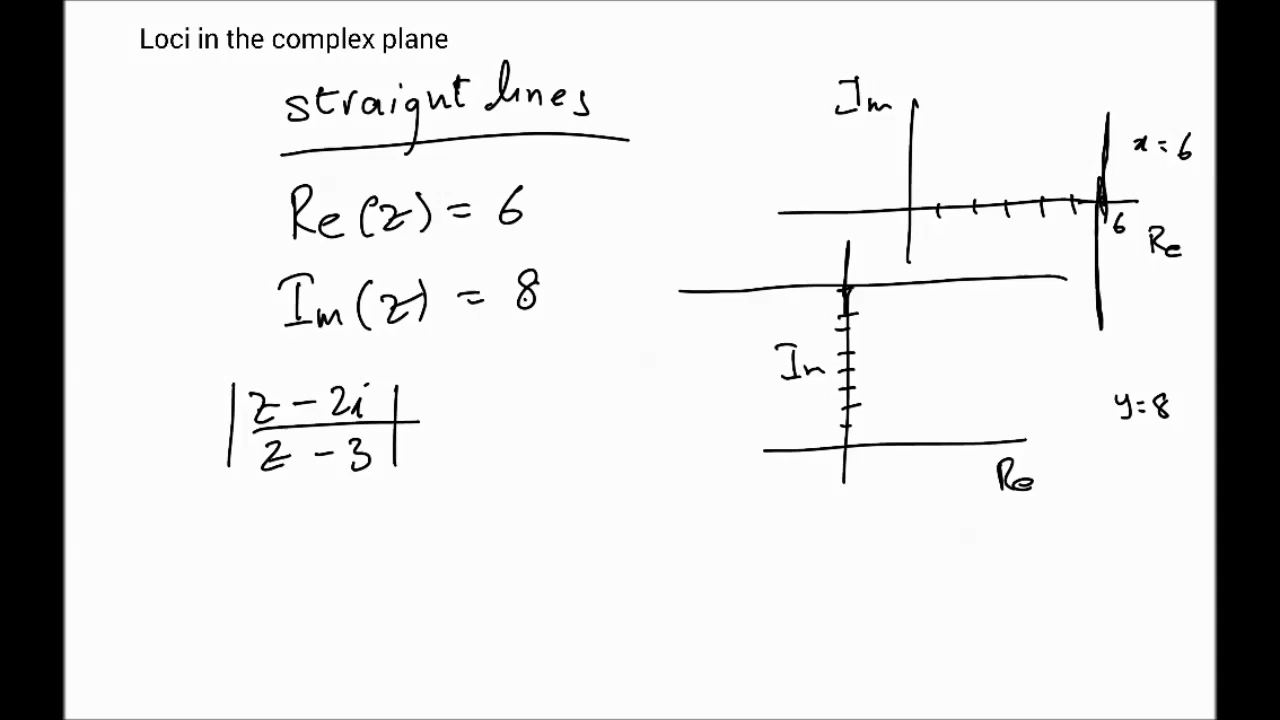 Loci in the complex plane
straight lines
Re(z) = 6
Im(z) = 8
|z - 2i / z - 3|
Im
x = 6
6
Re
Im
y = 8
Re